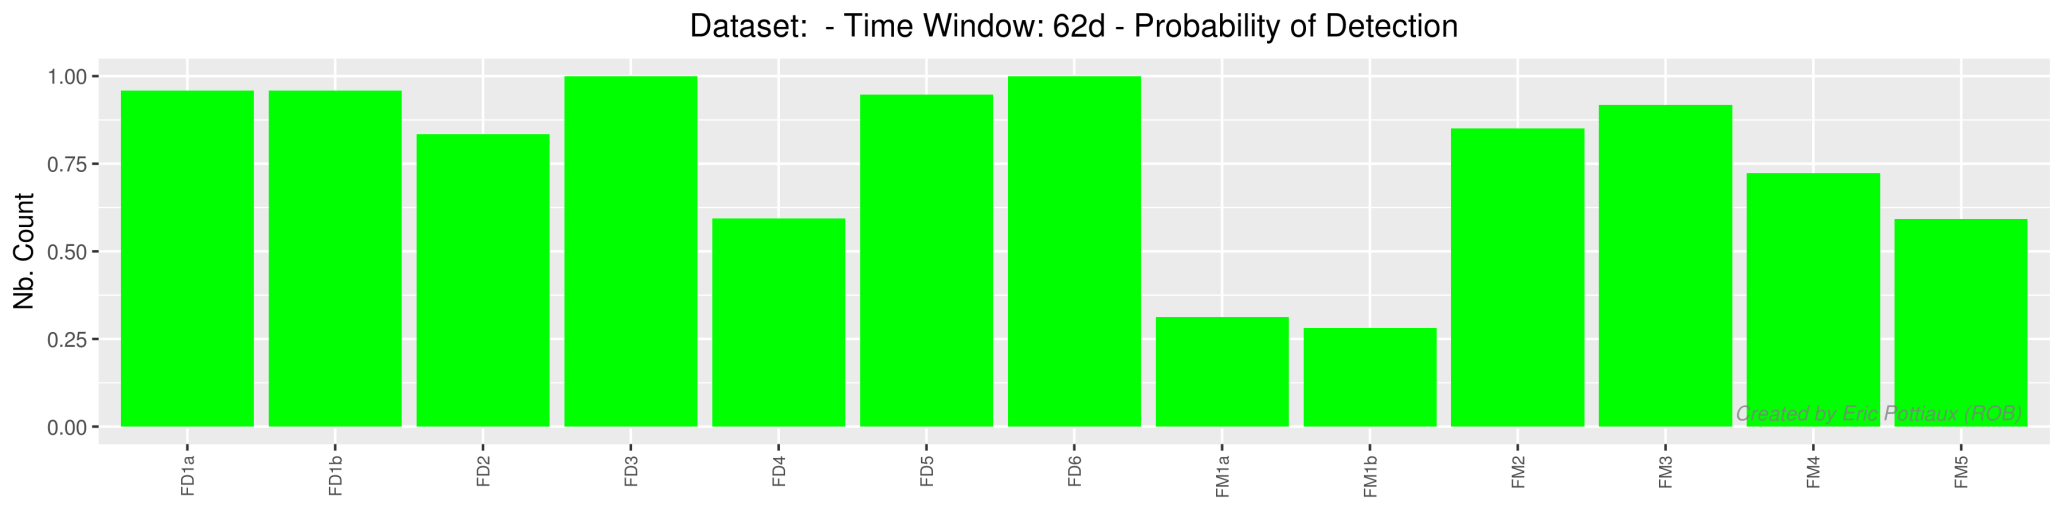 Dataset:  - Time Window: 62d - Probability of Detection
Nb. Count
1.00
0.75
0.50
0.25
0.00
FD1a
FD1b
FD2
FD3
FD4
FD5
FD6
FM1a
FM1b
FM2
FM3
FM4
FM5
Created by Eric Pottiaux (ROB)